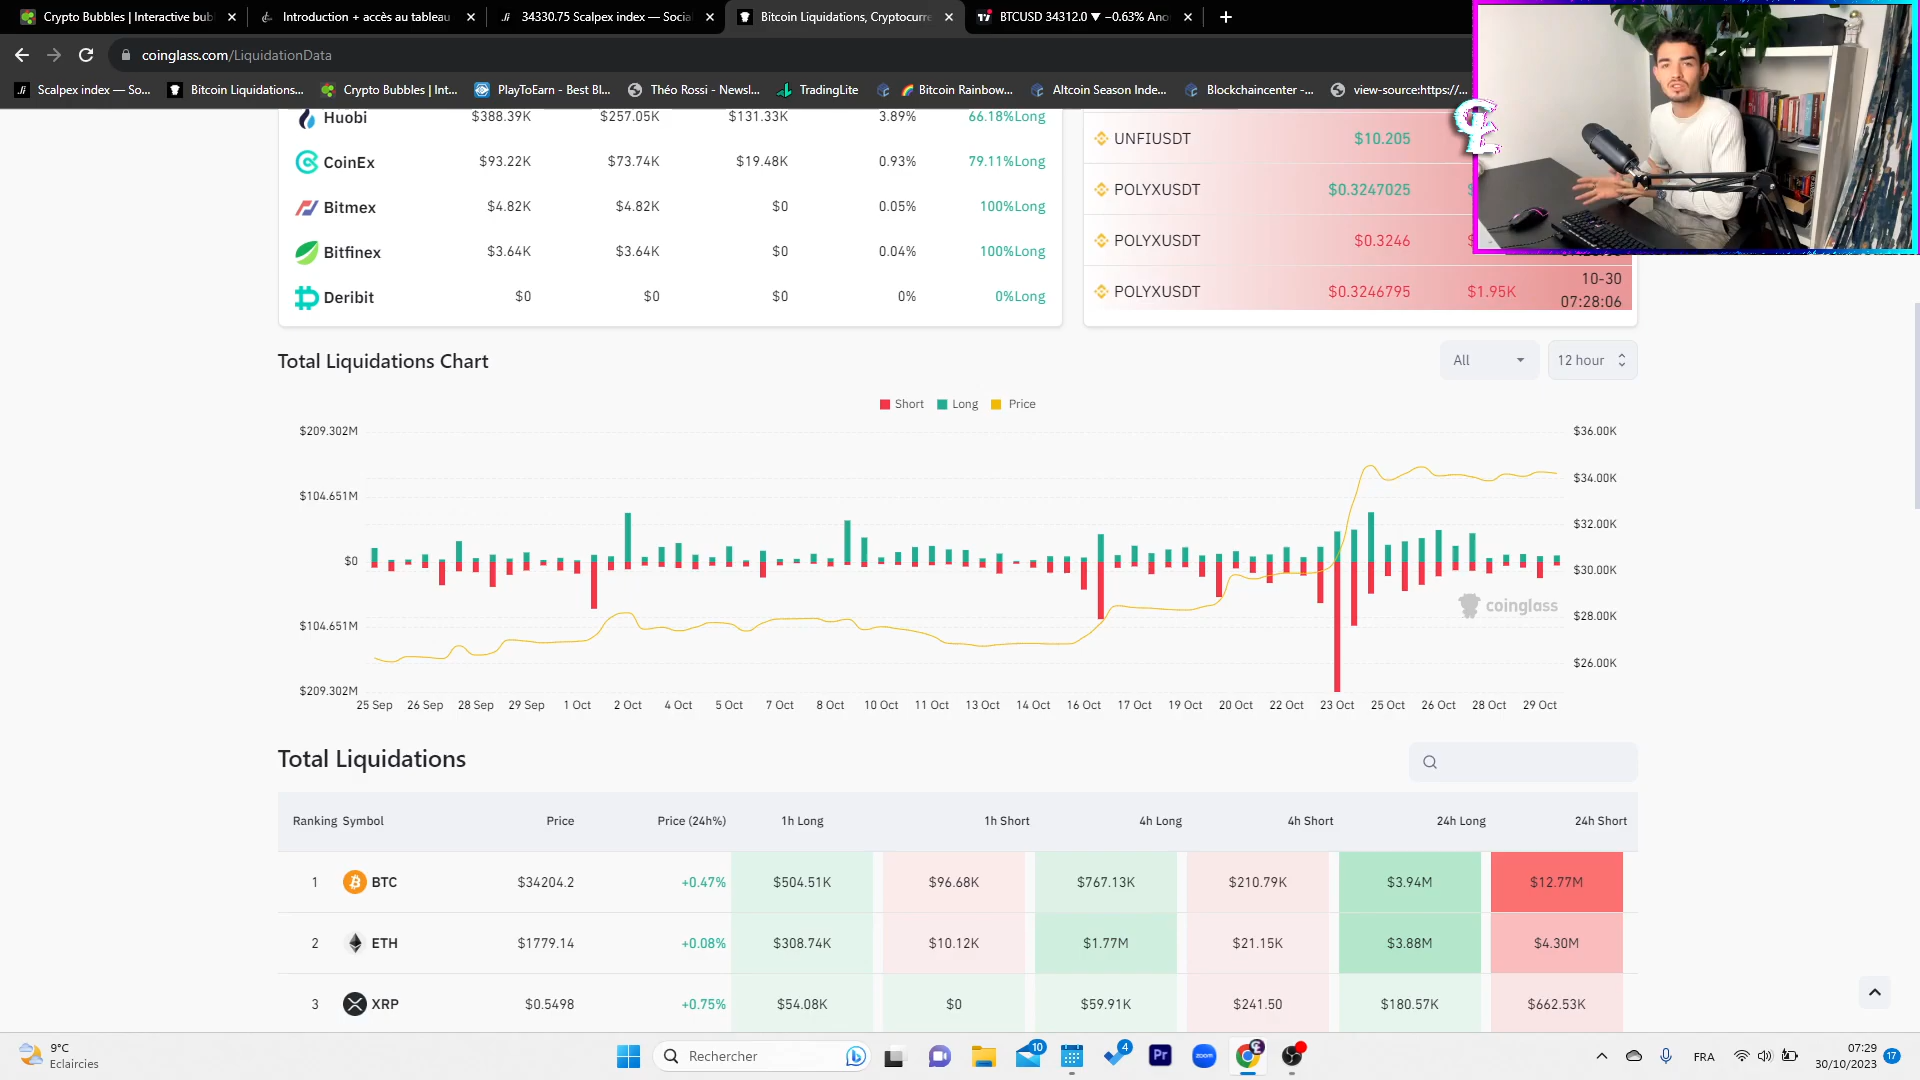 Crypto Bubbles | Interactive bub
Introduction + accès au tableau
34330.75 Scalpex index — Social
Bitcoin Liquidations, Cryptocurre
BTCUSD 34312.0 ▼ −0.63% Ano
coinglass.com/LiquidationData
Scalpex index — So...
Bitcoin Liquidations...
Crypto Bubbles | Int...
PlayToEarn - Best Bl...
Théo Rossi - Newsl...
TradingLite
Bitcoin Rainbow...
Altcoin Season Inde...
Blockchaincenter -...
view-source:https://...
Huobi $388.39K $257.05K $131.33K 3.89% 66.18%Long
CoinEx $93.22K $73.74K $19.48K 0.93% 79.11%Long
Bitmex $4.82K $4.82K $0 0.05% 100%Long
Bitfinex $3.64K $3.64K $0 0.04% 100%Long
Deribit $0 $0 $0 0% 0%Long
UNFIUSDT $10.205
POLYXUSDT $0.3247025
POLYXUSDT $0.3246
POLYXUSDT $0.3246795 $1.95K 10-30
07:28:06
Total Liquidations Chart
All
12 hour
Short Long Price
$209.302M
$104.651M
$0
$104.651M
$209.302M
$36.00K
$34.00K
$32.00K
$30.00K
$28.00K
$26.00K
coinglass
25 Sep 26 Sep 28 Sep 29 Sep 1 Oct 2 Oct 4 Oct 5 Oct 7 Oct 8 Oct 10 Oct 11 Oct 13 Oct 14 Oct 16 Oct 17 Oct 19 Oct 20 Oct 22 Oct 23 Oct 25 Oct 26 Oct 28 Oct 29 Oct
Total Liquidations
Ranking Symbol Price Price (24h%) 1h Long 1h Short 4h Long 4h Short 24h Long 24h Short
1 BTC $34204.2 +0.47% $504.51K $96.68K $767.13K $210.79K $3.94M $12.77M
2 ETH $1779.14 +0.08% $308.74K $10.12K $1.77M $21.15K $3.88M $4.30M
3 XRP $0.5498 +0.75% $54.08K $0 $59.91K $241.50 $180.57K $662.53K
9°C
Eclaircies
Rechercher
10
4
Pr
zoom
FRA
07:29
30/10/2023
17